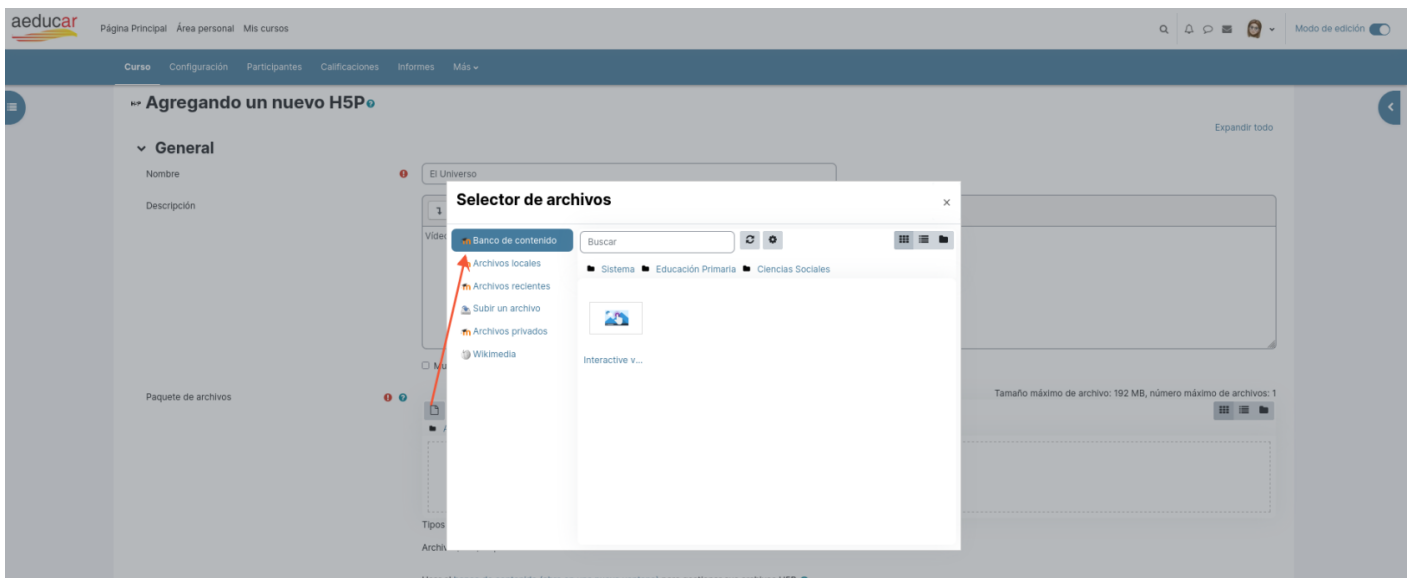 aeducar
Página Principal Área personal Mis cursos
Modo de edición
Curso Configuración Participantes Calificaciones Informes Más
Agregando un nuevo H5P
Expandir todo
General
Nombre
El Universo
Descripción
Selector de archivos
Banco de contenido
Archivos locales
Archivos recientes
Subir un archivo
Archivos privados
Wikimedia
Buscar
Sistema Educación Primaria Ciencias Sociales
Interactive v...
Paquete de archivos
Tamaño máximo de archivo: 192 MB, número máximo de archivos: 1
Tipos